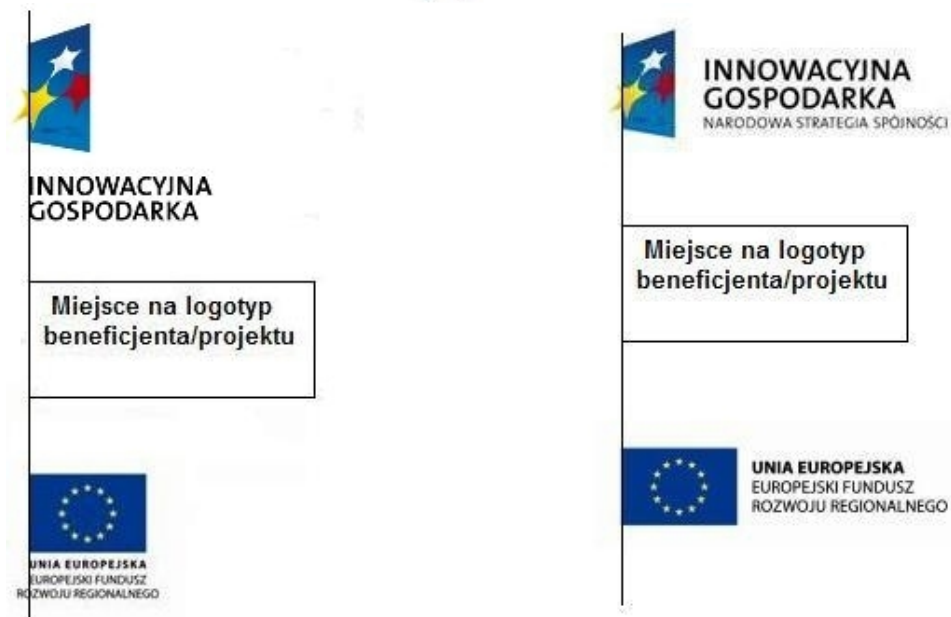 INNOWACYJNA
GOSPODARKA
Miejsce na logotyp
beneficjenta/projektu
UNIA EUROPEJSKA
EUROPEJSKI FUNDUSZ
ROZWOJU REGIONALNEGO
INNOWACYJNA
GOSPODARKA
NARODOWA STRATEGIA SPÓJNOŚCI
Miejsce na logotyp
beneficjenta/projektu
UNIA EUROPEJSKA
EUROPEJSKI FUNDUSZ
ROZWOJU REGIONALNEGO